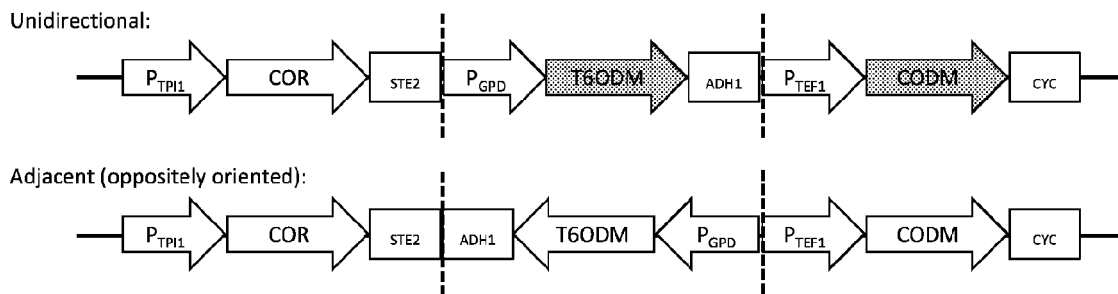 Unidirectional:
P_TPI1 COR STE2 P_GPD T6ODM ADH1 P_TEF1 CODM CYC
Adjacent (oppositely oriented):
P_TPI1 COR STE2 ADH1 T6ODM P_GPD P_TEF1 CODM CYC